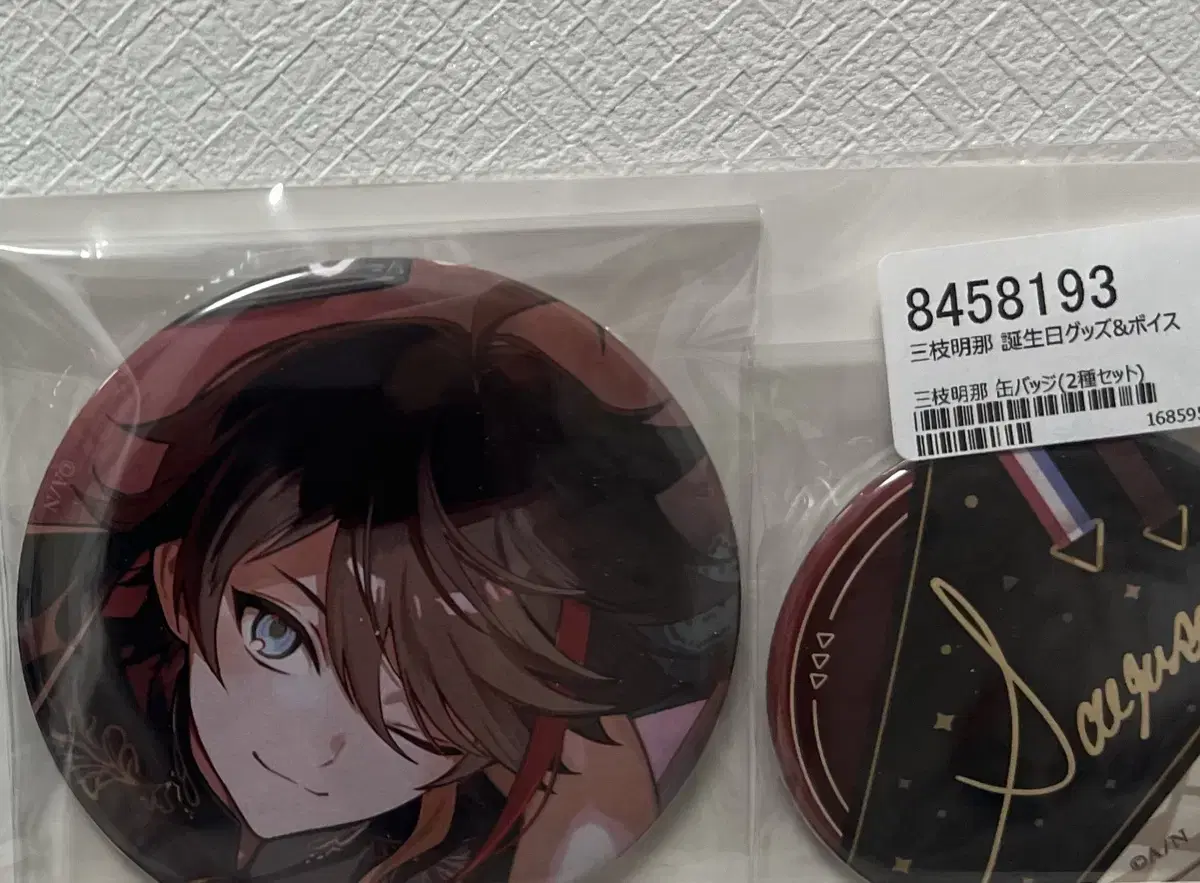 8458193
三枝明那 誕生日グッズ&ボイス
三枝明那 缶バッジ(2種セット)
16859
©A/N
©A/N